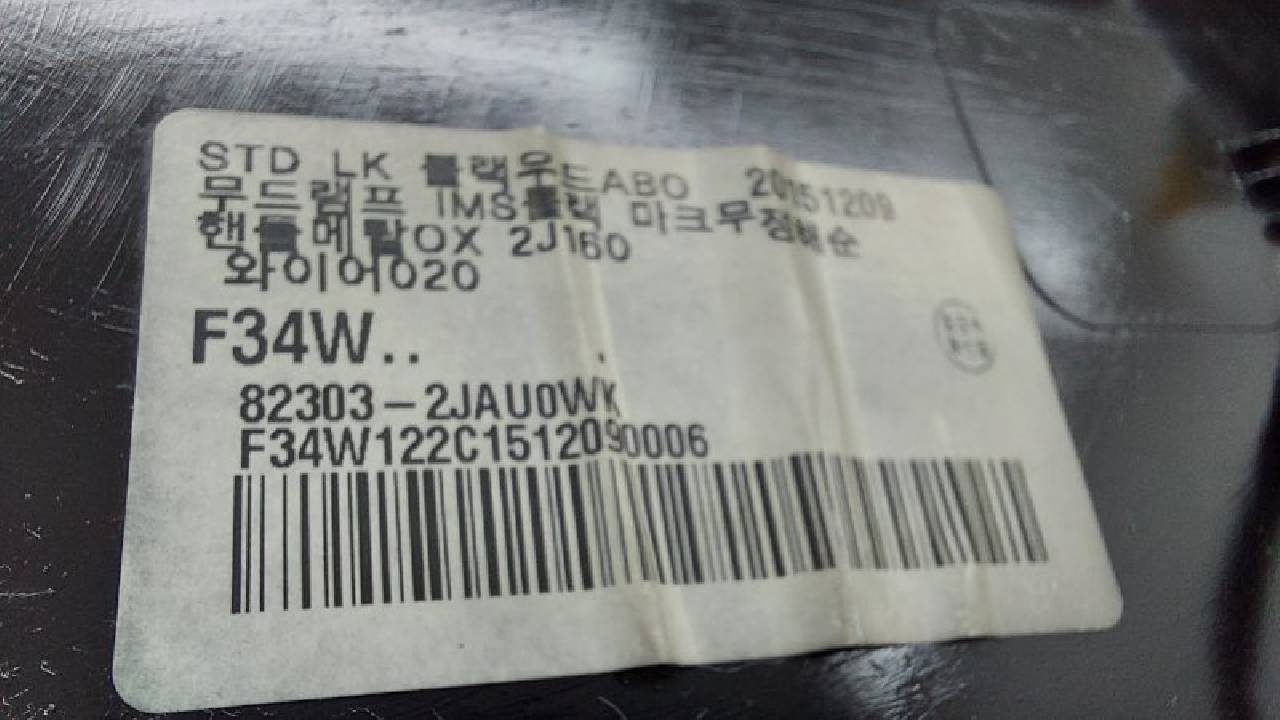 STD LK 블랙우드ABO 20151209
무드램프 IMS블랙 마크무정해순
핸들메탈OX 2J160
와이어020
F34W..
82303-2JAU0WK
F34W122C1512090006